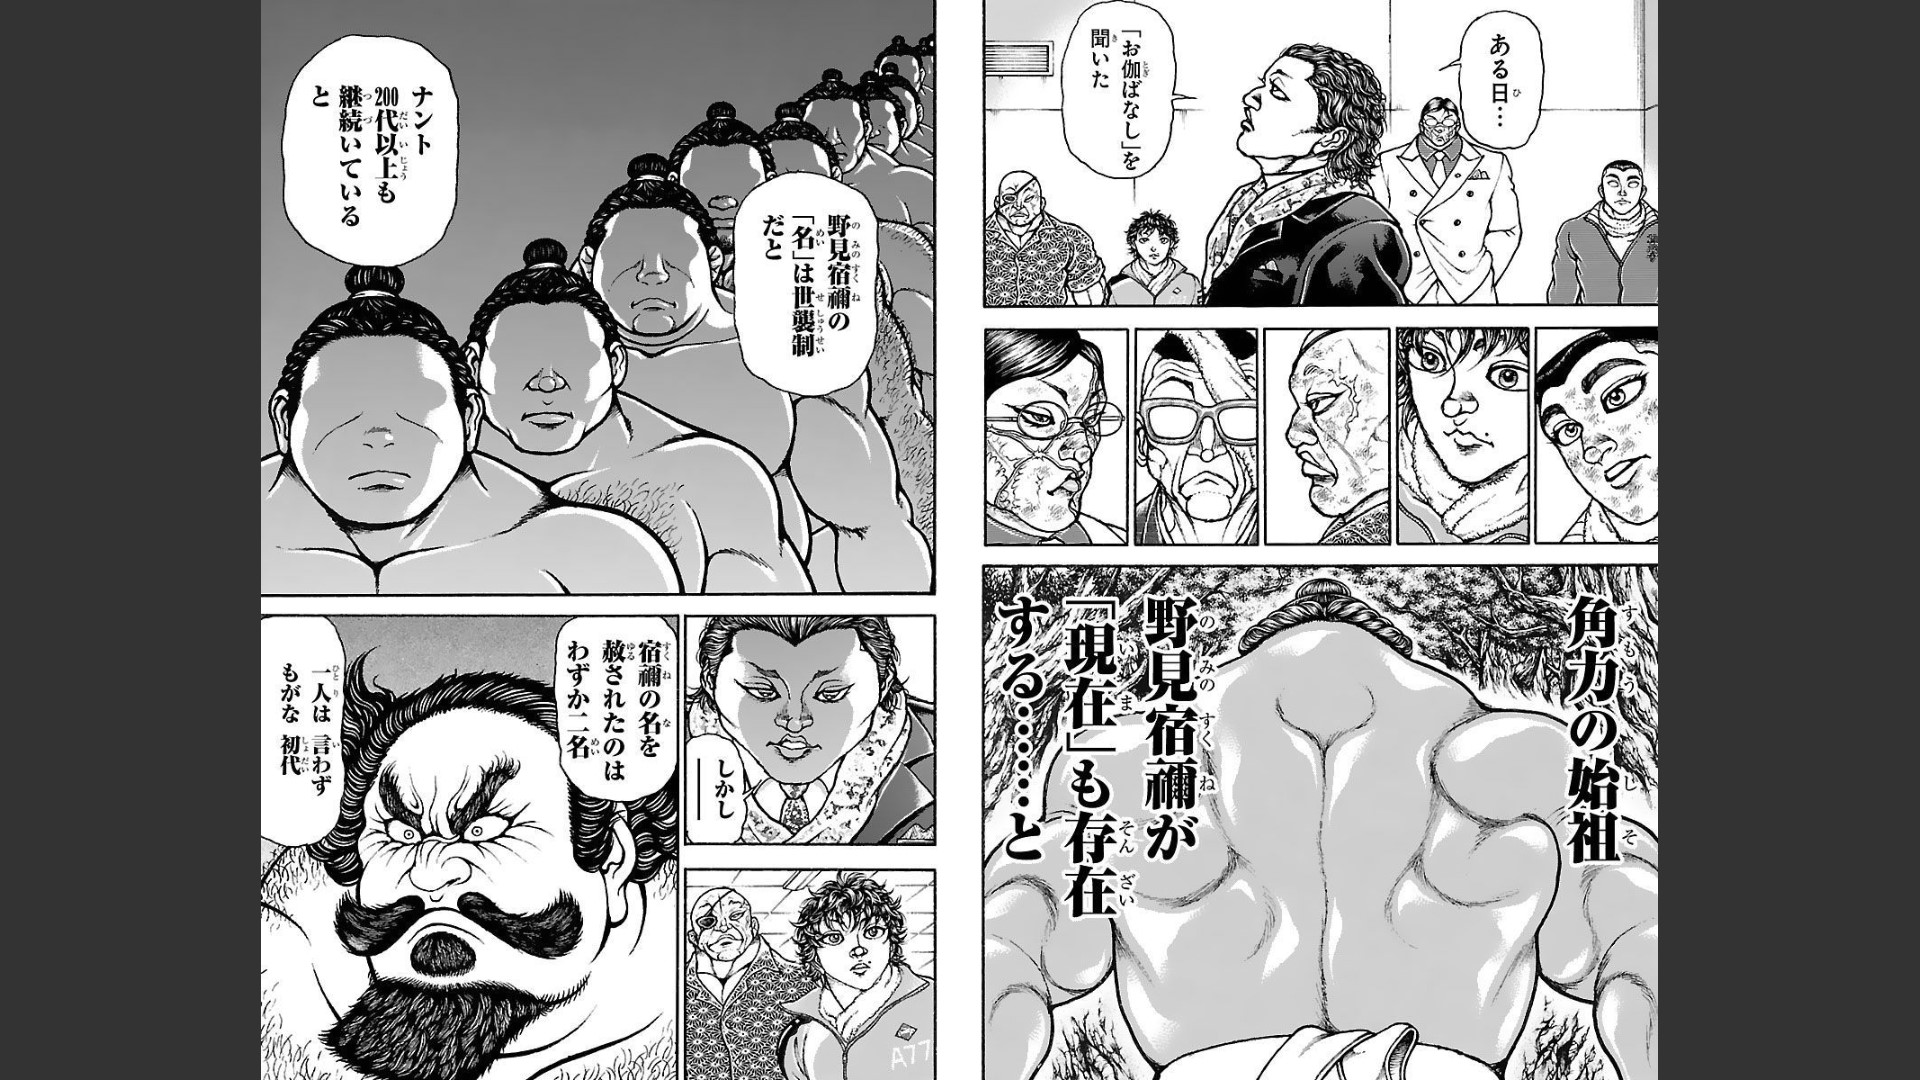 ある日…
「お伽ばなし」を
聞いた
角力の始祖
野見宿禰が
「現在」も存在
する……と
野見宿禰の
「名」は世襲制
だと
ナント
200代以上も
継続いている
と
しかし――
宿禰の名を
赦されたのは
わずか二名
一人は 言わず
もがな 初代
A77